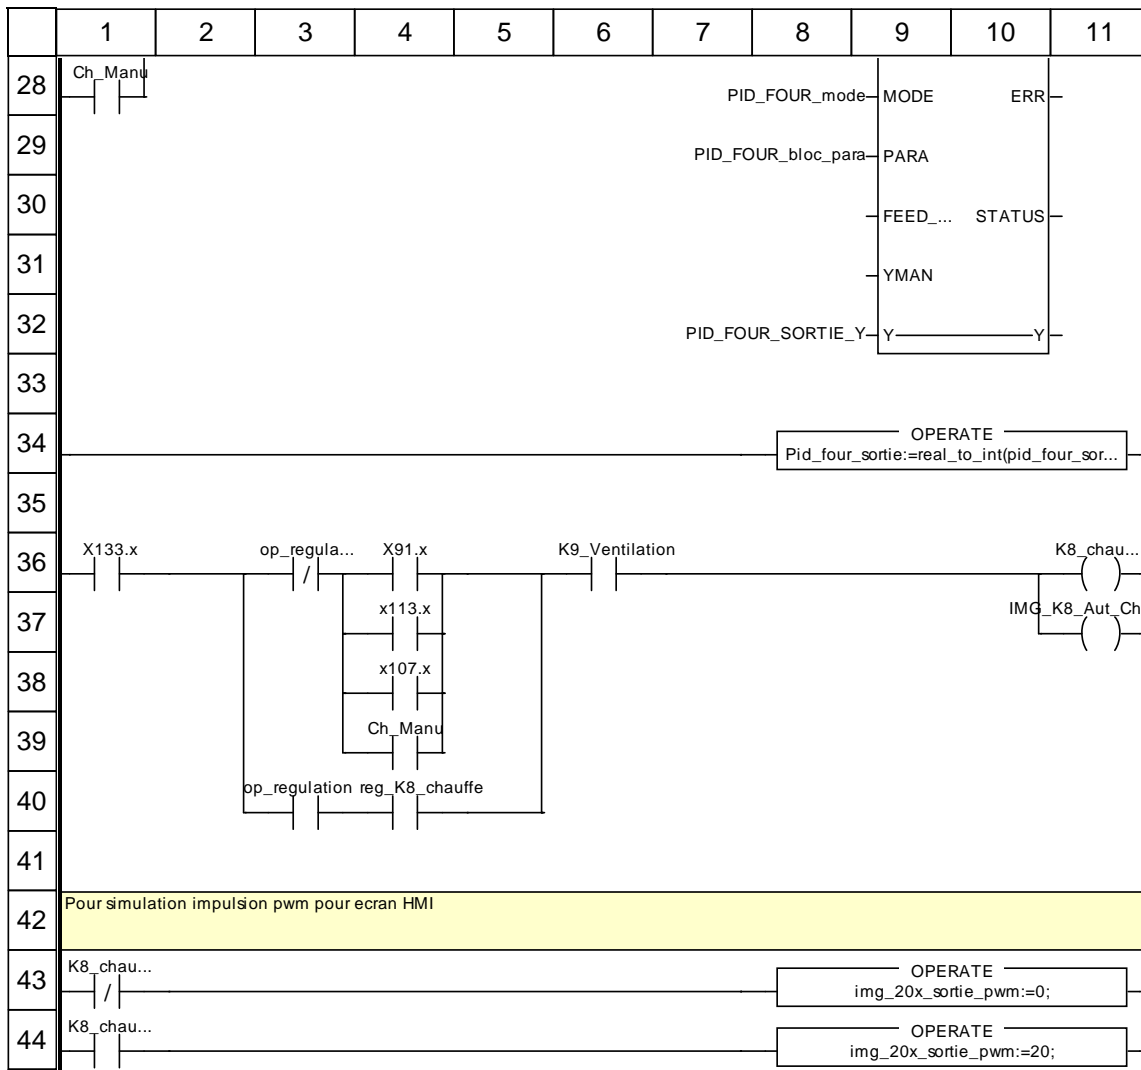 1 2 3 4 5 6 7 8 9 10 11
28
Ch_Manu
PID_FOUR_mode MODE ERR
29
PID_FOUR_bloc_para PARA
30
FEED_... STATUS
31
YMAN
32
PID_FOUR_SORTIE_Y Y Y
33
34
OPERATE
Pid_four_sortie:=real_to_int(pid_four_sor...
35
36
X133.x op_regula... X91.x K9_Ventilation K8_chau...
/
37
x113.x IMG_K8_Aut_Ch
38
x107.x
39
Ch_Manu
40
op_regulation reg_K8_chauffe
41
42
Pour simulation impulsion pwm pour ecran HMI
43
K8_chau...
/
OPERATE
img_20x_sortie_pwm:=0;
44
K8_chau...
OPERATE
img_20x_sortie_pwm:=20;